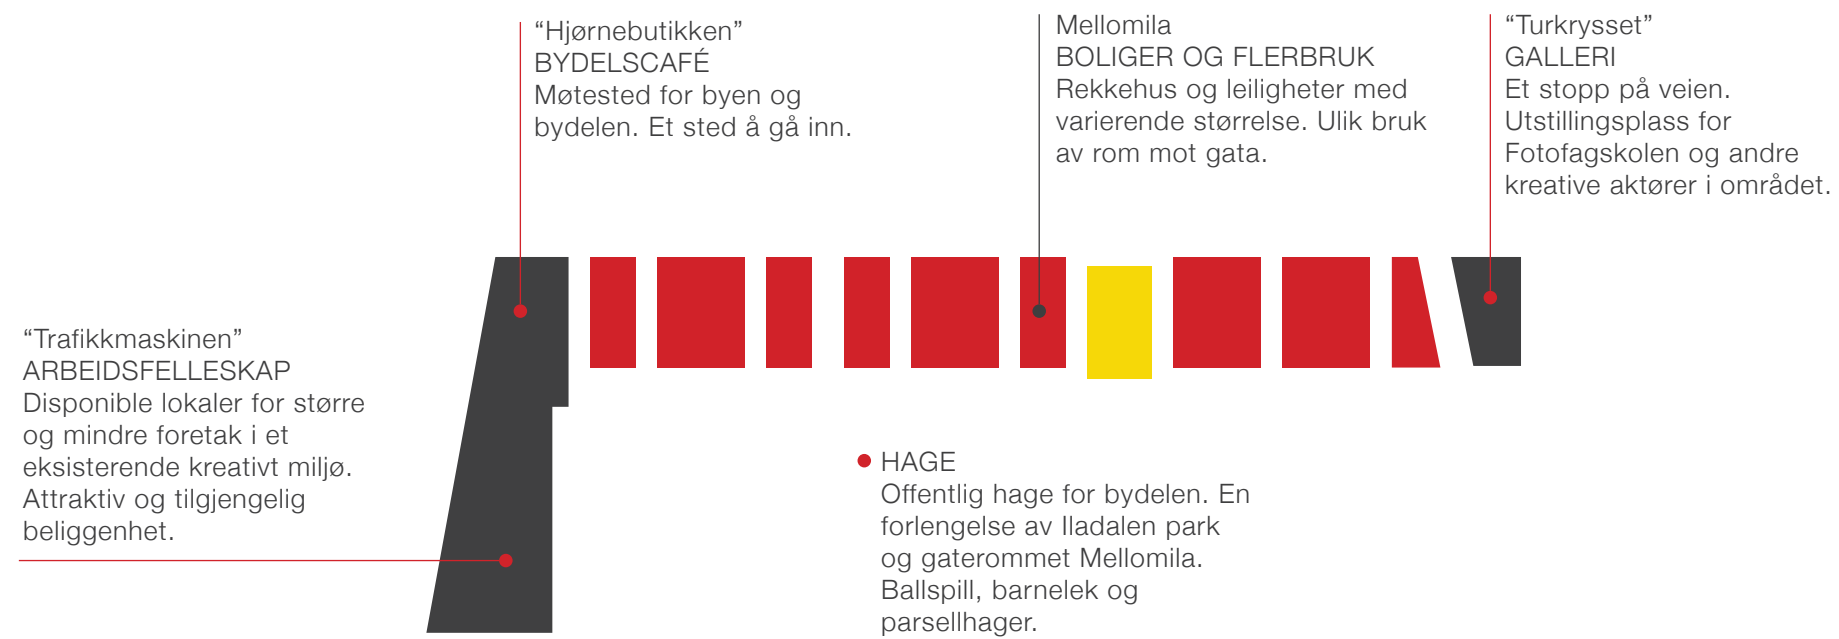 “Hjørnebutikken”
BYDELSCAFÉ
Møtested for byen og
bydelen. Et sted å gå inn.
Mellomila
BOLIGER OG FLERBRUK
Rekkehus og leiligheter med
varierende størrelse. Ulik bruk
av rom mot gata.
“Turkrysset”
GALLERI
Et stopp på veien.
Utstillingsplass for
Fotofagskolen og andre
kreative aktører i området.
“Trafikkmaskinen”
ARBEIDSFELLESKAP
Disponible lokaler for større
og mindre foretak i et
eksisterende kreativt miljø.
Attraktiv og tilgjengelig
beliggenhet.
HAGE
Offentlig hage for bydelen. En
forlengelse av Iladalen park
og gaterommet Mellomila.
Ballspill, barnelek og
parsellhager.